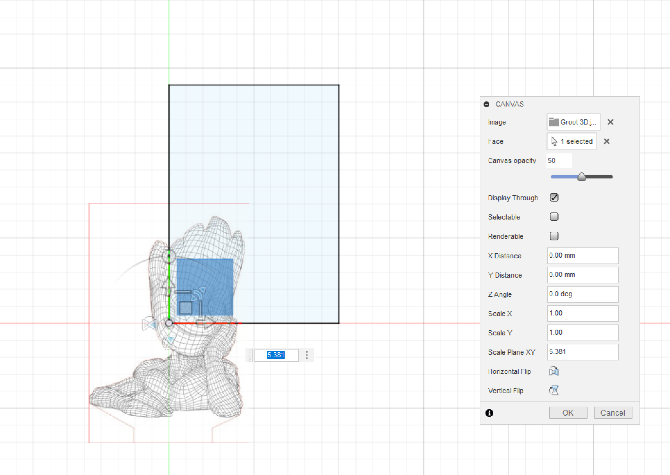 CANVAS
Image Groot 3D j...
Face 1 selected
Canvas opacity 50
Display Through
Selectable
Renderable
X Distance 0.00 mm
Y Distance 0.00 mm
Z Angle 0.0 deg
Scale X 1.00
Scale Y 1.00
5.381
Scale Plane XY 5.381
Horizontal Flip
Vertical Flip
OK Cancel